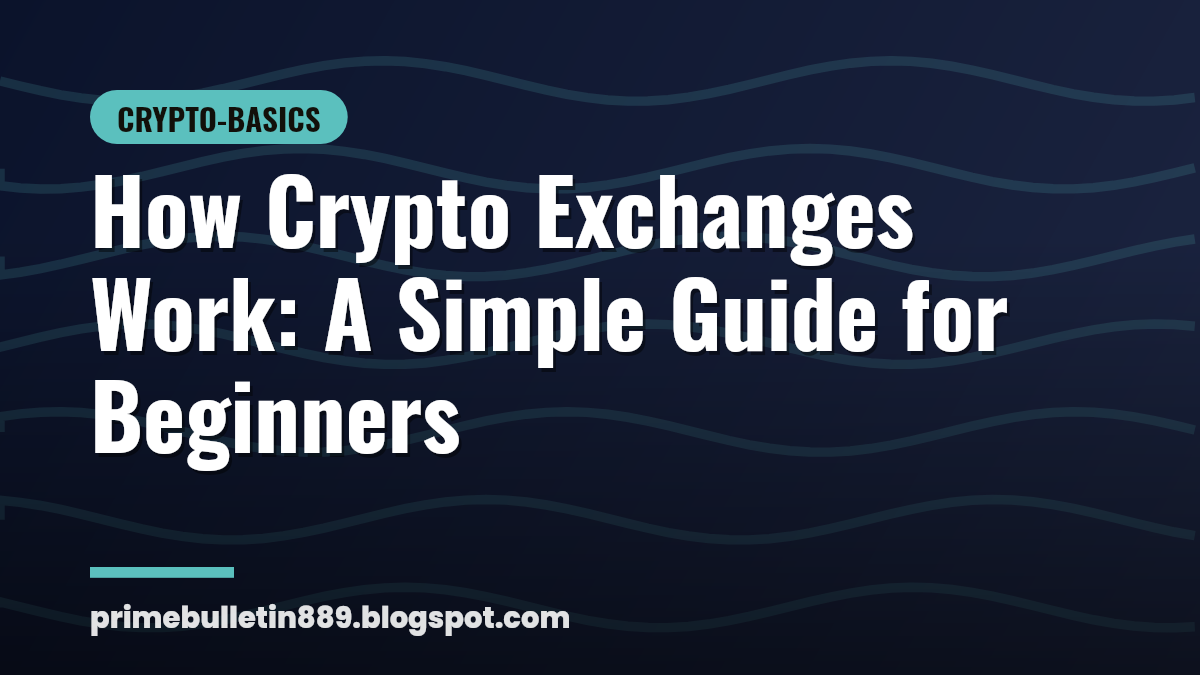 CRYPTO-BASICS
How Crypto Exchanges
Work: A Simple Guide for
Beginners
primebulletin889.blogspot.com